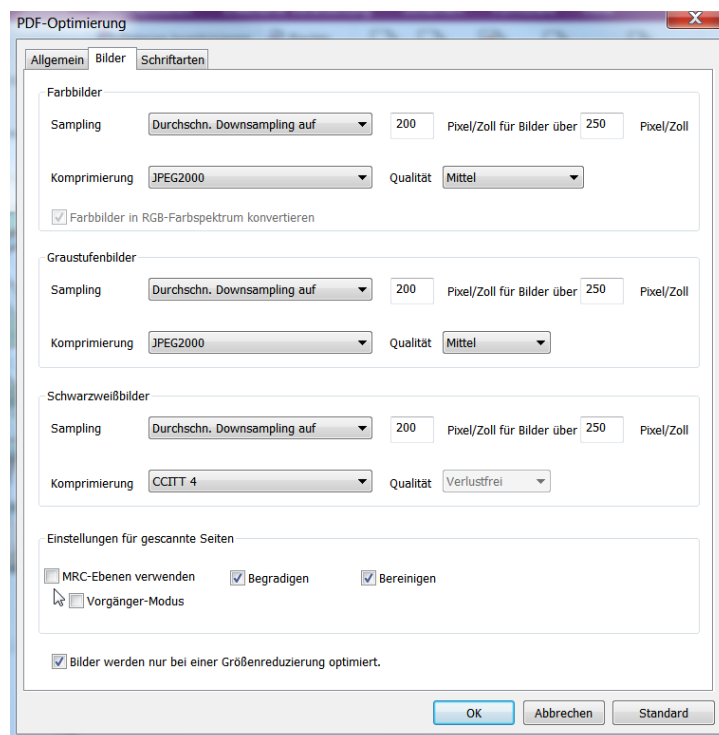 PDF-Optimierung
Allgemein Bilder Schriftarten
Farbbilder
Sampling Durchschn. Downsampling auf 200 Pixel/Zoll für Bilder über 250 Pixel/Zoll
Komprimierung JPEG2000 Qualität Mittel
Farbbilder in RGB-Farbspektrum konvertieren
Graustufenbilder
Sampling Durchschn. Downsampling auf 200 Pixel/Zoll für Bilder über 250 Pixel/Zoll
Komprimierung JPEG2000 Qualität Mittel
Schwarzweißbilder
Sampling Durchschn. Downsampling auf 200 Pixel/Zoll für Bilder über 250 Pixel/Zoll
Komprimierung CCITT 4 Qualität Verlustfrei
Einstellungen für gescannte Seiten
MRC-Ebenen verwenden Begradigen Bereinigen
Vorgänger-Modus
Bilder werden nur bei einer Größenreduzierung optimiert.
OK Abbrechen Standard